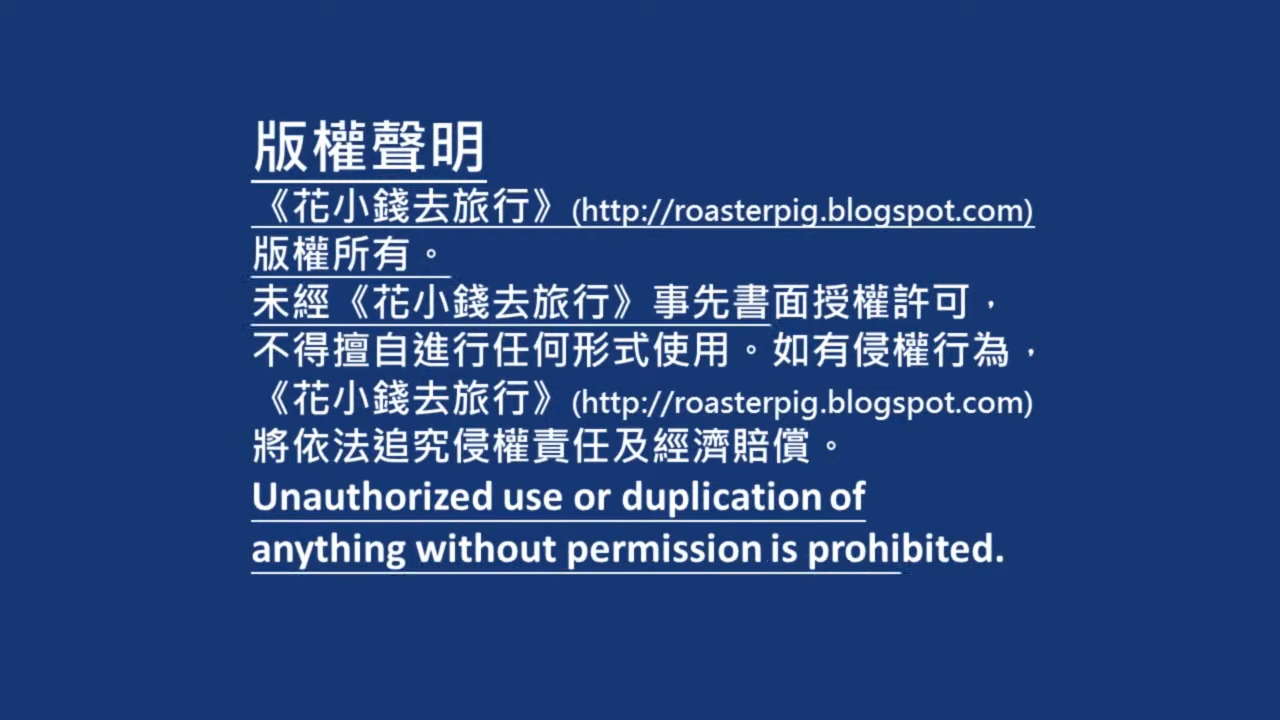 版權聲明
《花小錢去旅行》(http://roasterpig.blogspot.com)
版權所有。
未經《花小錢去旅行》事先書面授權許可，
不得擅自進行任何形式使用。如有侵權行為，
《花小錢去旅行》(http://roasterpig.blogspot.com)
將依法追究侵權責任及經濟賠償。
Unauthorized use or duplication of
anything without permission is prohibited.